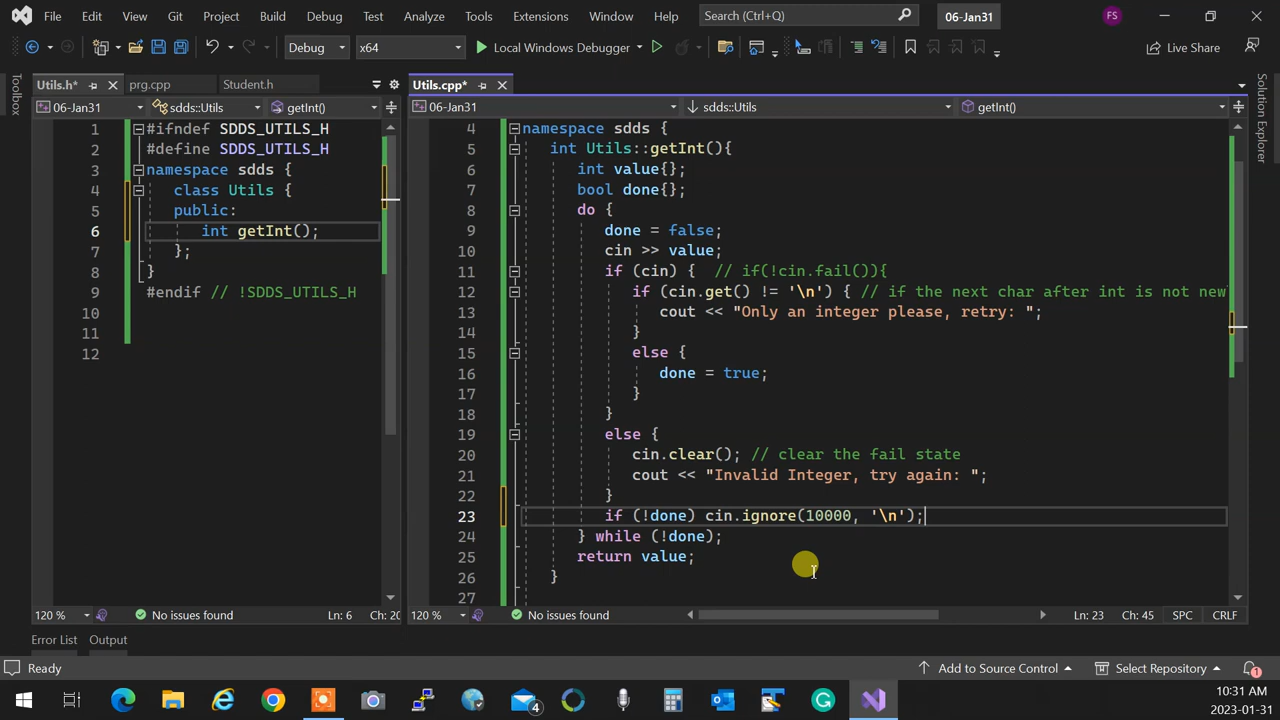 File Edit View Git Project Build Debug Test Analyze Tools Extensions Window Help Search (Ctrl+Q) 06-Jan31 FS
Debug x64 Local Windows Debugger Live Share
Toolbox
Utils.h* prg.cpp Student.h
06-Jan31 sdds::Utils getInt()
1 #ifndef SDDS_UTILS_H
2 #define SDDS_UTILS_H
3 namespace sdds {
4 class Utils {
5 public:
6 int getInt();
7 };
8 }
9 #endif // !SDDS_UTILS_H
10
11
12
120 % No issues found Ln: 6 Ch: 20
Utils.cpp*
06-Jan31 sdds::Utils getInt()
4 namespace sdds {
5 int Utils::getInt(){
6 int value{};
7 bool done{};
8 do {
9 done = false;
10 cin >> value;
11 if (cin) { // if(!cin.fail()){
12 if (cin.get() != '\n') { // if the next char after int is not new
13 cout << "Only an integer please, retry: ";
14 }
15 else {
16 done = true;
17 }
18 }
19 else {
20 cin.clear(); // clear the fail state
21 cout << "Invalid Integer, try again: ";
22 }
23 if (!done) cin.ignore(10000, '\n');
24 } while (!done);
25 return value;
26 }
27
120 % No issues found Ln: 23 Ch: 45 SPC CRLF
Solution Explorer
Error List Output
Ready Add to Source Control Select Repository 1
4
10:31 AM
2023-01-31